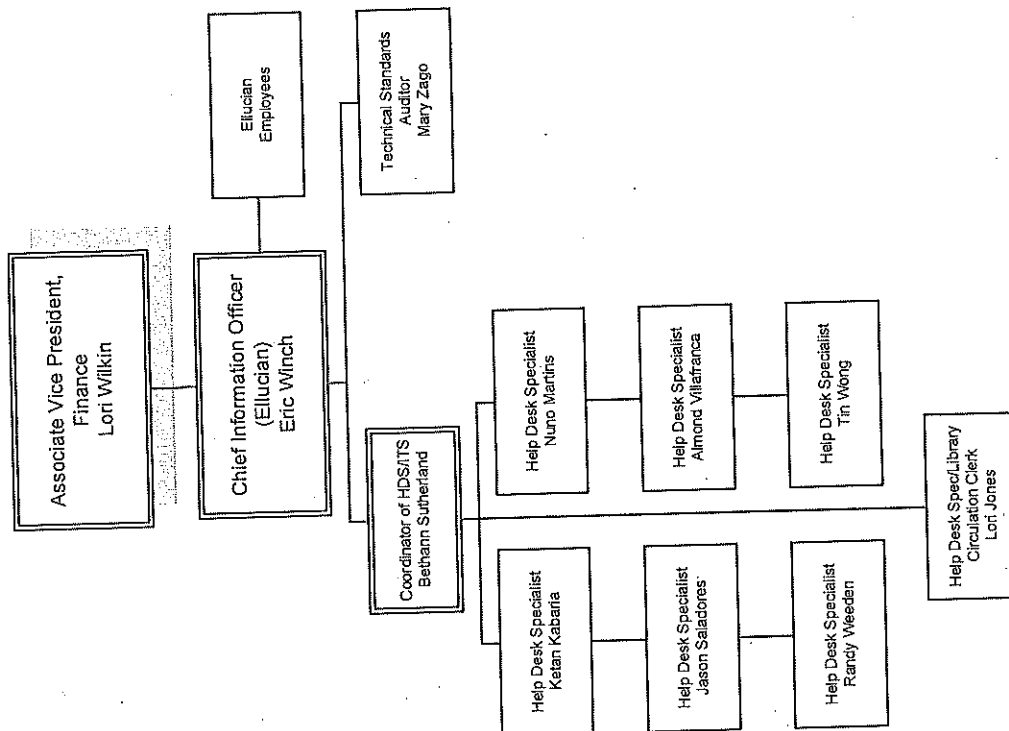 Associate Vice President,
Finance
Lori Wilkin
Chief Information Officer
(Ellucian)
Eric Winch
Ellucian
Employees
Technical Standards
Auditor
Mary Zago
Coordinator of HDS/ITS
Bethann Sutherland
Help Desk Specialist
Ketan Kabaria
Help Desk Specialist
Nuno Martins
Help Desk Specialist
Jason Saladores
Help Desk Specialist
Almond Villafranca
Help Desk Specialist
Randy Weeden
Help Desk Specialist
Tin Wong
Help Desk Spec/Library
Circulation Clerk
Lori Jones